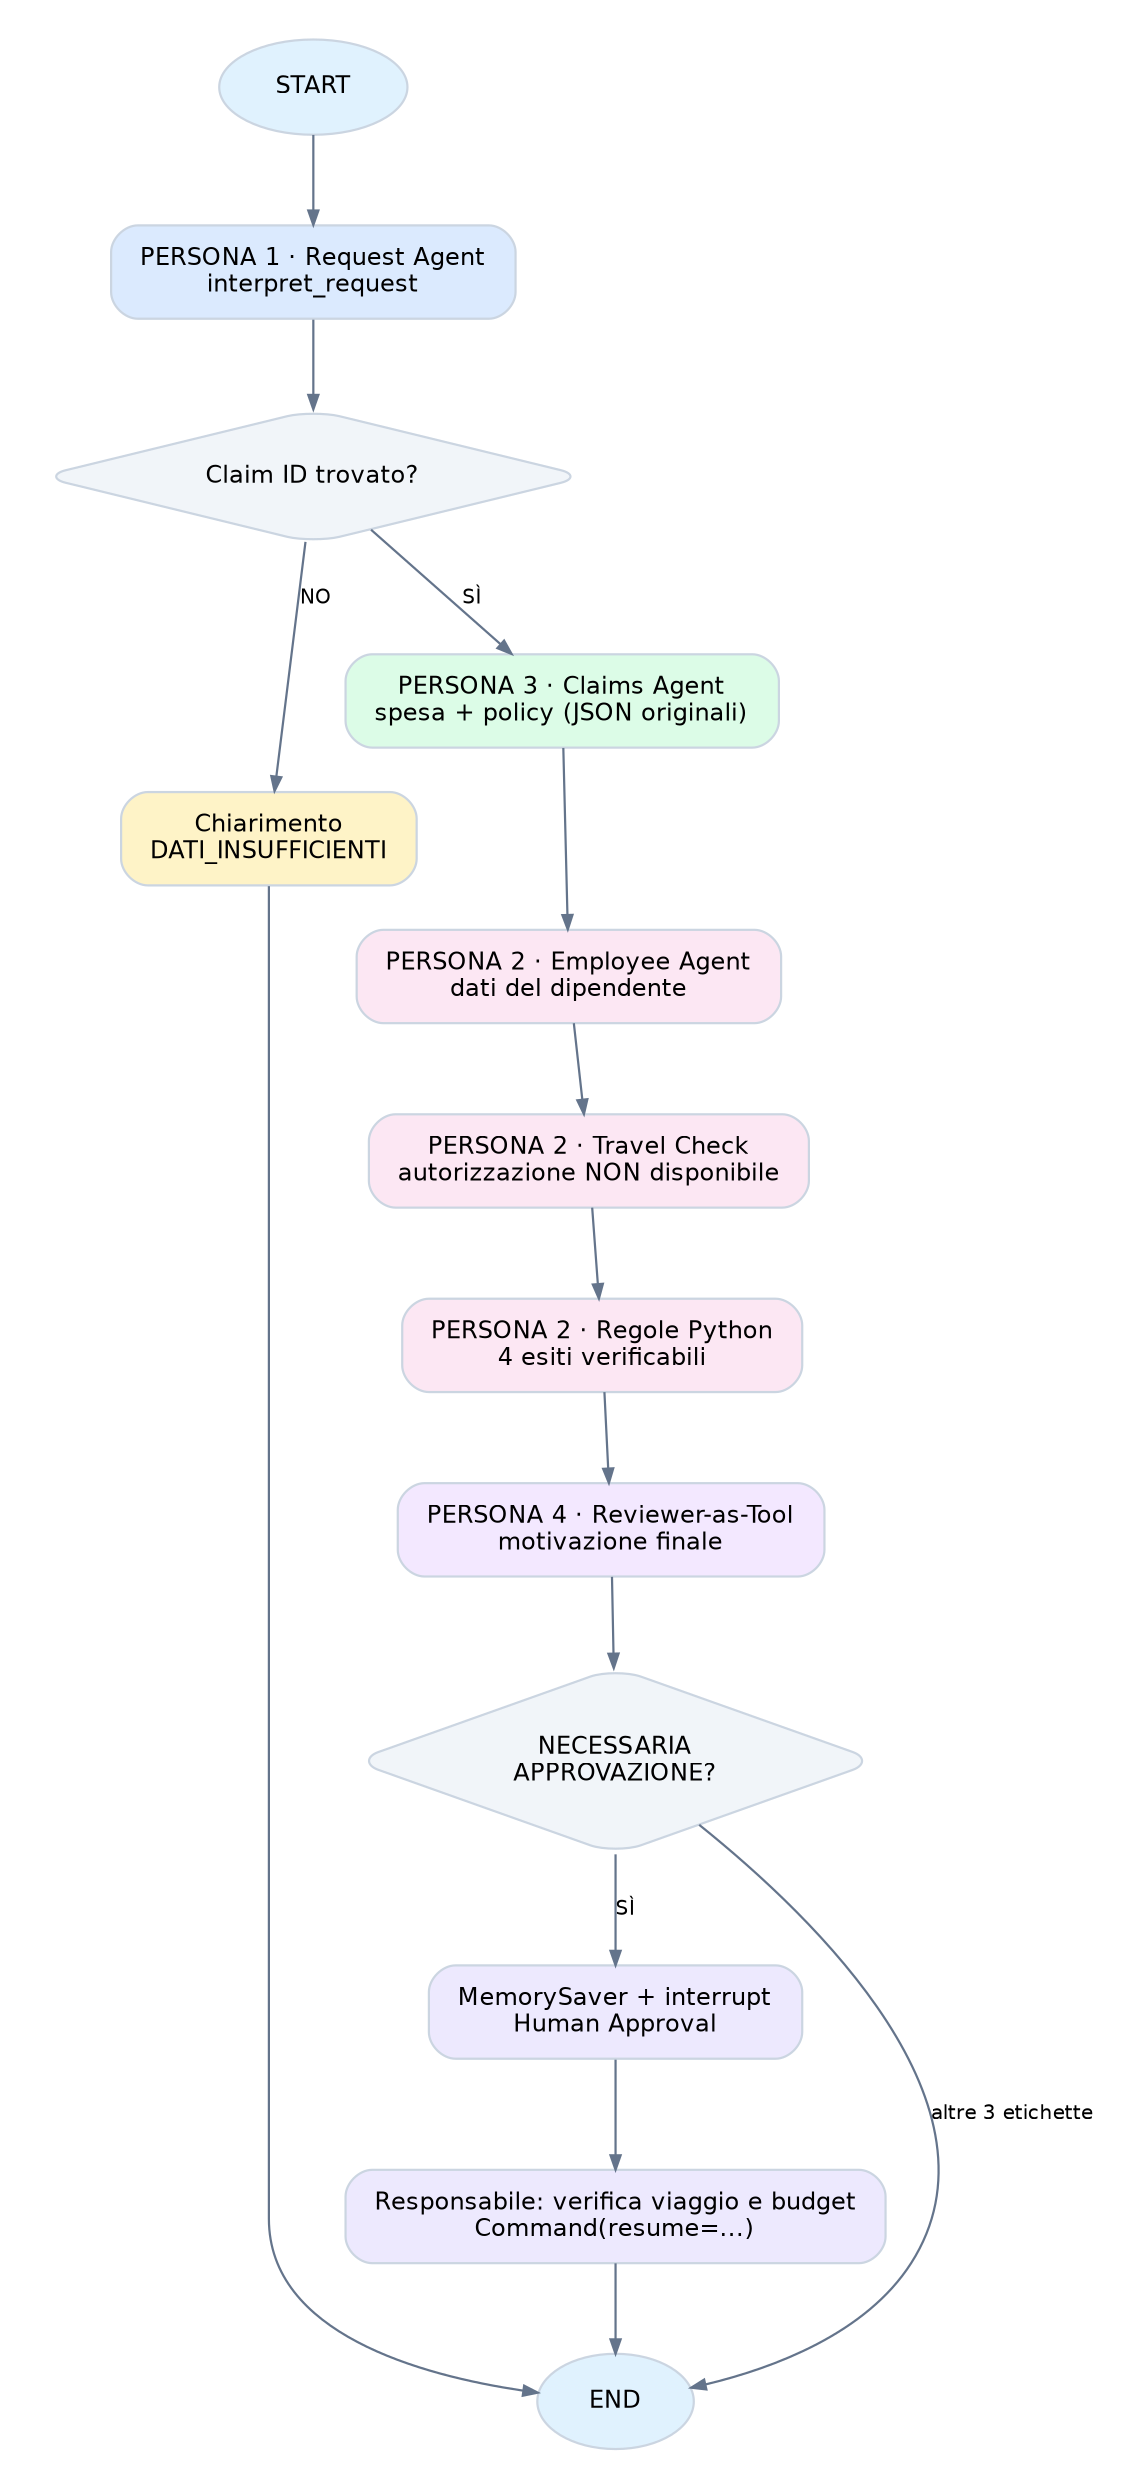 START
PERSONA 1 · Request Agent
interpret_request
Claim ID trovato?
NO
SÌ
PERSONA 3 · Claims Agent
spesa + policy (JSON originali)
Chiarimento
DATI_INSUFFICIENTI
PERSONA 2 · Employee Agent
dati del dipendente
PERSONA 2 · Travel Check
autorizzazione NON disponibile
PERSONA 2 · Regole Python
4 esiti verificabili
PERSONA 4 · Reviewer-as-Tool
motivazione finale
NECESSARIA
APPROVAZIONE?
SÌ
MemorySaver + interrupt
Human Approval
altre 3 etichette
Responsabile: verifica viaggio e budget
Command(resume=...)
END